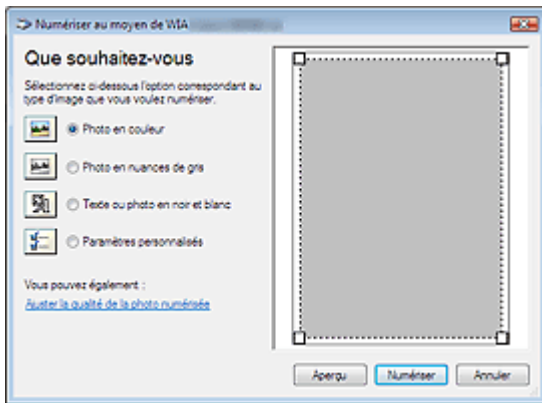 Numériser au moyen de WIA
Que souhaitez-vous
Sélectionnez ci-dessous l'option correspondant au
type d'image que vous voulez numériser.
Photo en couleur
Photo en nuances de gris
Texte ou photo en noir et blanc
Paramètres personnalisés
Vous pouvez également :
Ajuster la qualité de la photo numérisée
Aperçu
Numériser
Annuler